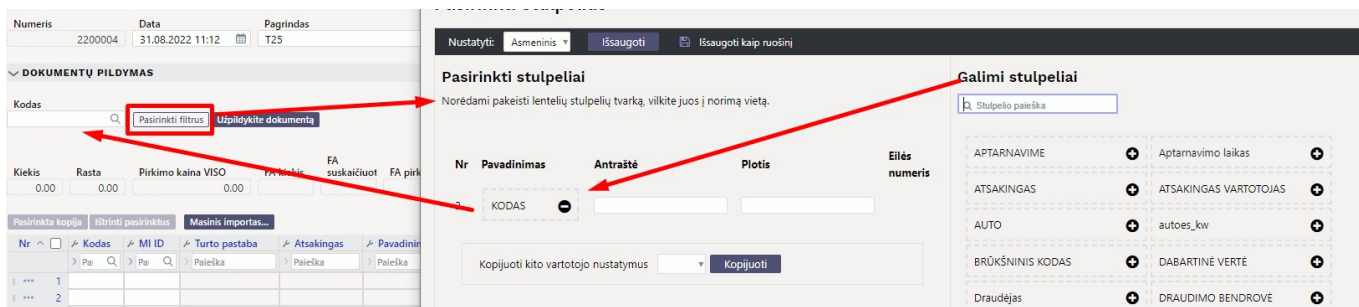 Numeris Data Pagrindas
2200004 31.08.2022 11:12 T25
DOKUMENTŲ PILDYMAS
Kodas
Pasirinkti filtrus Užpildykite dokumentą
Kiekis Rasta Pirkimo kaina VISO FA kiekis FA suskaičiuot FA pirk
0.00 0.00 0.00
Pasirinkta kopija Ištrinti pasirinktus Masinis importas...
Nr Kodas MI ID Turto pastaba Atsakingas Pavadinim
Pai Pai Paieška Paieška Paieška
1
2
Nustatyti: Asmeninis Išsaugoti Išsaugoti kaip ruošinį
Pasirinkti stulpeliai
Norėdami pakeisti lentelių stulpelių tvarką, vilkite juos į norimą vietą.
Nr Pavadinimas Antraštė Plotis Eilės numeris
KODAS
Kopijuoti kito vartotojo nustatymus Kopijuoti
Galimi stulpeliai
Stulpelio paieška
APTARNAVIME Aptarnavimo laikas
ATSAKINGAS ATSAKINGAS VARTOTOJAS
AUTO autoes_kw
BRŪKŠNINIS KODAS DABARTINĖ VERTĖ
Draudėjas DRAUDIMO BENDROVĖ